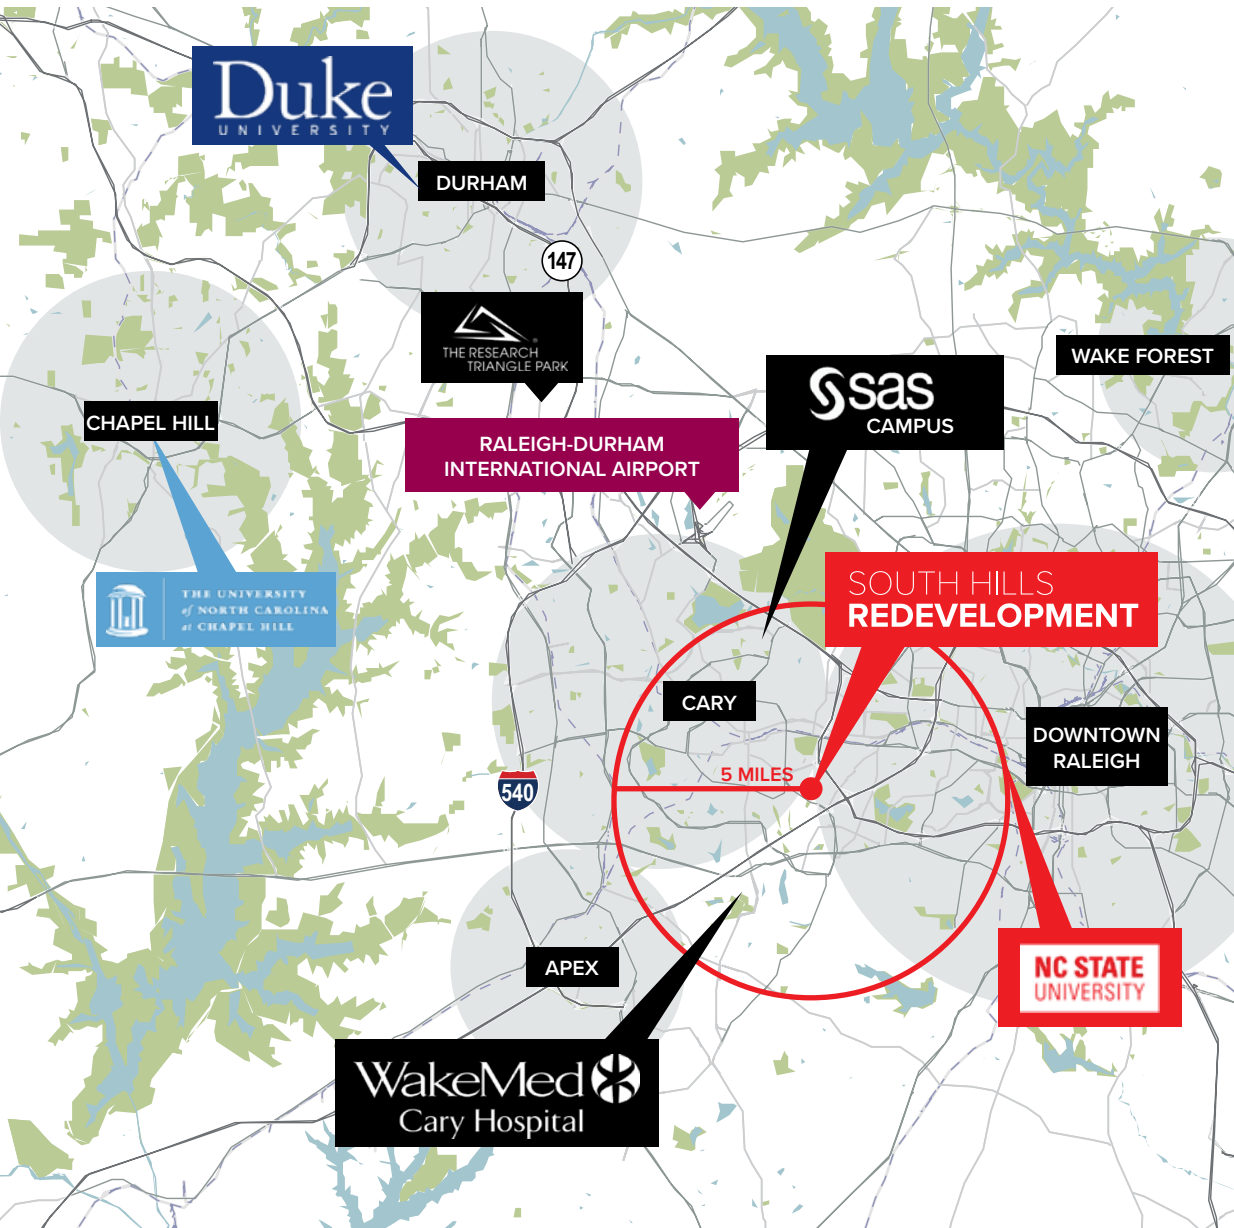 Duke
UNIVERSITY
DURHAM
147
THE RESEARCH
TRIANGLE PARK
WAKE FOREST
sas
CAMPUS
CHAPEL HILL
RALEIGH-DURHAM
INTERNATIONAL AIRPORT
THE UNIVERSITY
of NORTH CAROLINA
at CHAPEL HILL
SOUTH HILLS
REDEVELOPMENT
CARY
DOWNTOWN
RALEIGH
5 MILES
540
APEX
NC STATE
UNIVERSITY
WakeMed
Cary Hospital